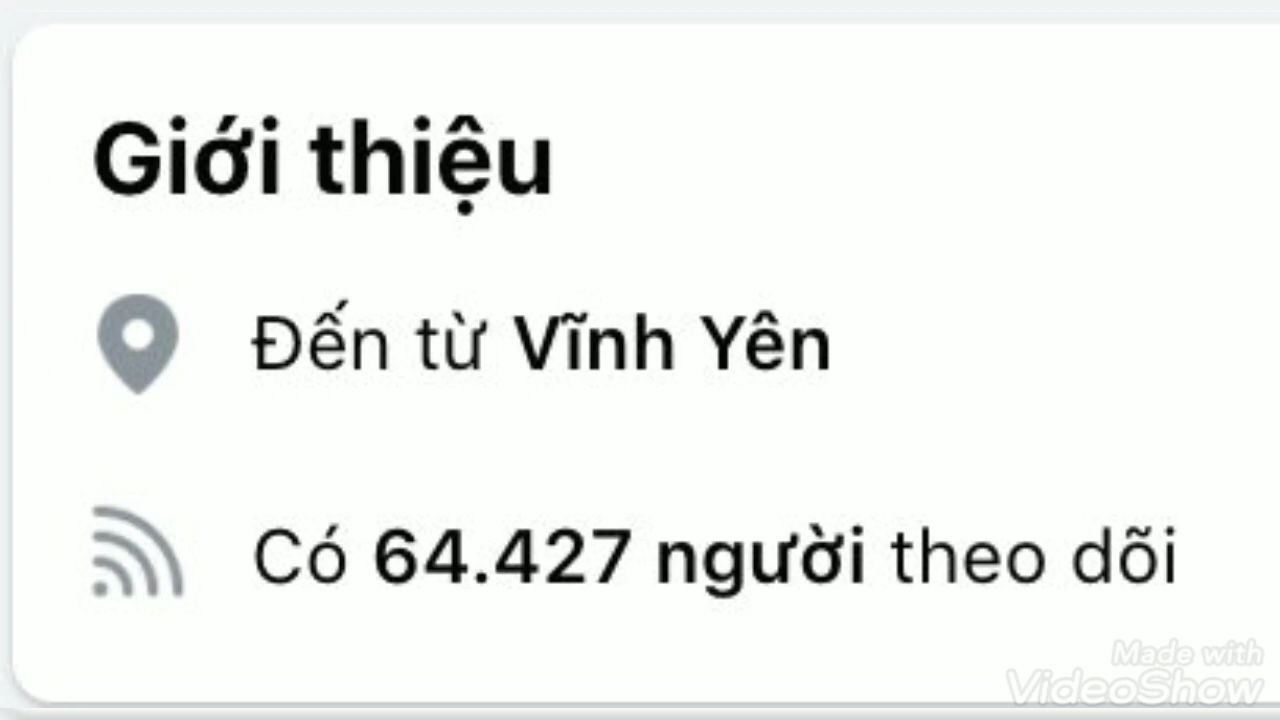 Giới thiệu
Đến từ Vĩnh Yên
Có 64.427 người theo dõi
Made with
VideoShow